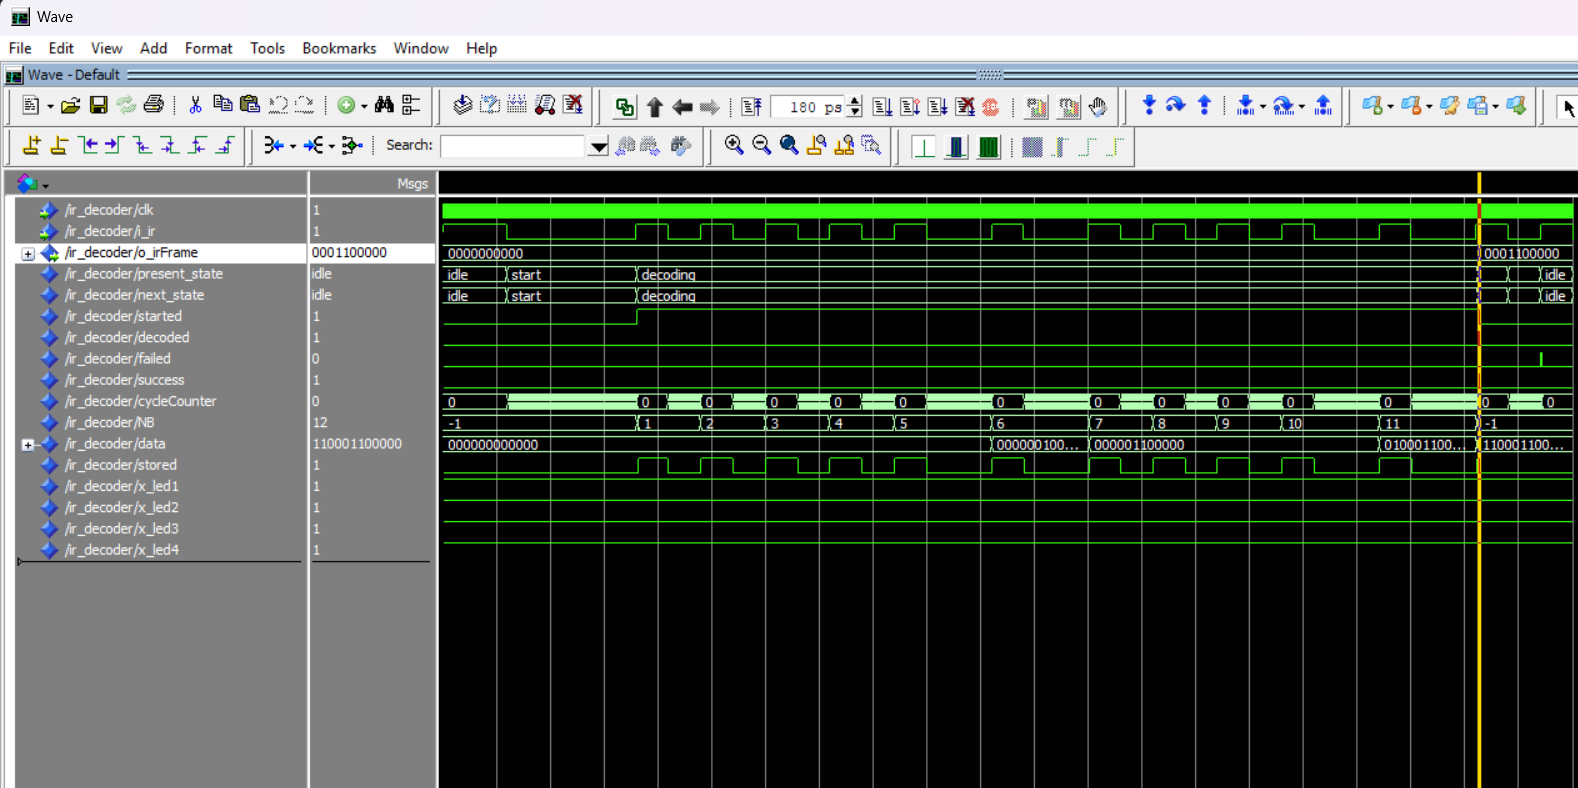 Wave
File Edit View Add Format Tools Bookmarks Window Help
Wave - Default
180 ps
Search:
Msgs
/ir_decoder/clk 1
/ir_decoder/i_ir 1
/ir_decoder/o_irFrame 0001100000 0000000000 0001100000
/ir_decoder/present_state idle idle start decoding idle
/ir_decoder/next_state idle idle start decoding idle
/ir_decoder/started 1
/ir_decoder/decoded 1
/ir_decoder/failed 0
/ir_decoder/success 1
/ir_decoder/cycleCounter 0 0 0 0 0 0 0 0 0 0 0 0 0 0 0
/ir_decoder/NB 12 -1 1 2 3 4 5 6 7 8 9 10 11 -1
/ir_decoder/data 110001100000 000000000000 000000100... 000001100000 010001100... 110001100...
/ir_decoder/stored 1
/ir_decoder/x_led1 1
/ir_decoder/x_led2 1
/ir_decoder/x_led3 1
/ir_decoder/x_led4 1